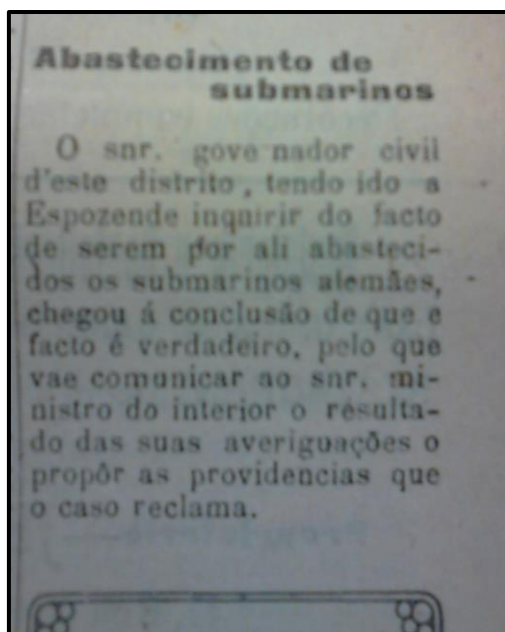 Abastecimento de
submarinos
O snr. gove nador civil
d'este distrito, tendo ido a
Espozende inquirir do facto
de serem por ali abasteci-
dos os submarinos alemães,
chegou á conclusão de que e
facto é verdadeiro, pelo que
vae comunicar ao snr. mi-
nistro do interior o resulta-
do das suas averiguações o
propôr as providencias que
o caso reclama.